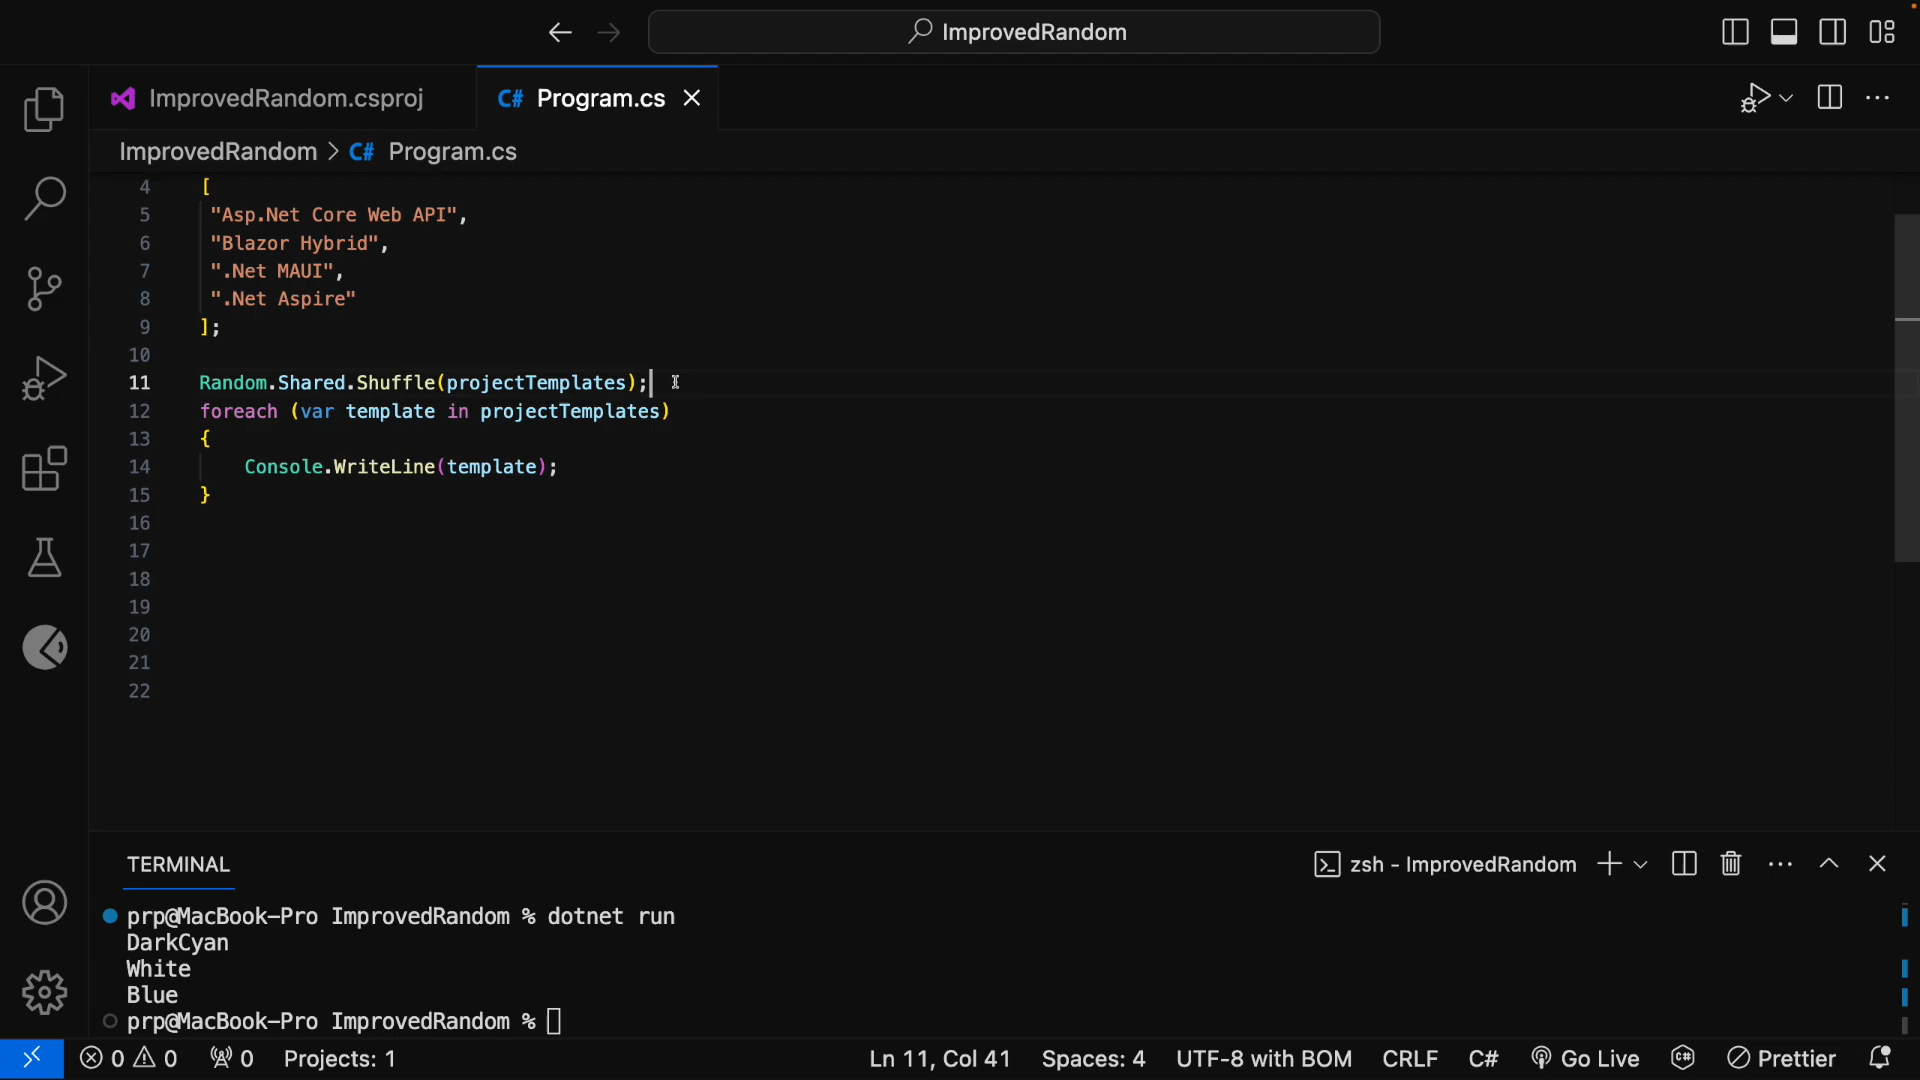 ImprovedRandom
ImprovedRandom.csproj
C# Program.cs
ImprovedRandom > C# Program.cs
4 [
5 "Asp.Net Core Web API",
6 "Blazor Hybrid",
7 ".Net MAUI",
8 ".Net Aspire"
9 ];
10
11 Random.Shared.Shuffle(projectTemplates);
12 foreach (var template in projectTemplates)
13 {
14 Console.WriteLine(template);
15 }
16
17
18
19
20
21
22
TERMINAL
zsh - ImprovedRandom
prp@MacBook-Pro ImprovedRandom % dotnet run
DarkCyan
White
Blue
prp@MacBook-Pro ImprovedRandom %
0 0 0 Projects: 1 Ln 11, Col 41 Spaces: 4 UTF-8 with BOM CRLF C# Go Live Prettier